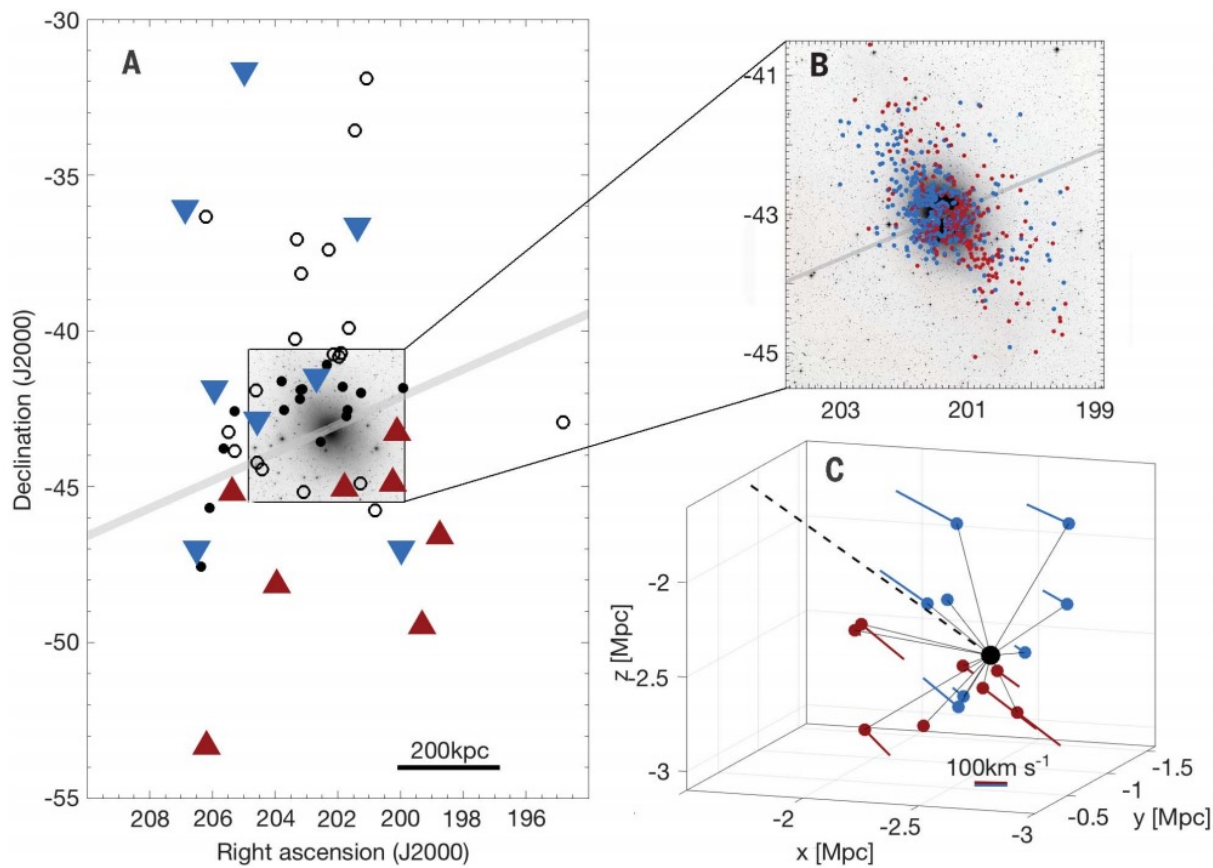 A
-30
-35
-40
-45
-50
-55
Declination (J2000)
200kpc
208 206 204 202 200 198 196
Right ascension (J2000)
B
-41
-43
-45
203 201 199
C
-2
-2.5
-3
z [Mpc]
100km s⁻¹
-2 -2.5 -3
x [Mpc]
-0.5 -1 -1.5
y [Mpc]